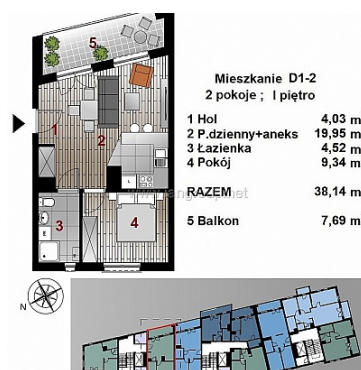 Mieszkanie D1-2
2 pokoje ; I piętro
1 Hol 4,03 m
2 P.dzienny+aneks 19,95 m
3 Łazienka 4,52 m
4 Pokój 9,34 m
RAZEM 38,14 m
5 Balkon 7,69 m
5
1
2
3
4
N